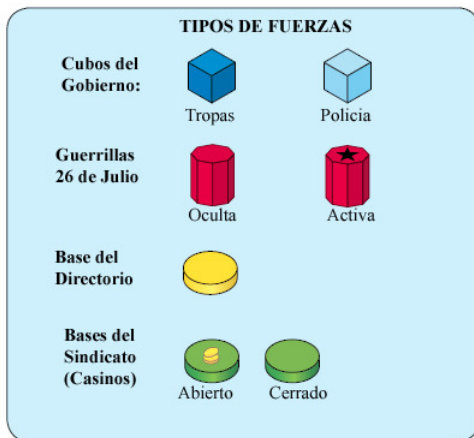 TIPOS DE FUERZAS
Cubos del
Gobierno:
Tropas
Policia
Guerrillas
26 de Julio
Oculta
Activa
Base del
Directorio
Bases del
Sindicato
(Casinos)
Abierto
Cerrado